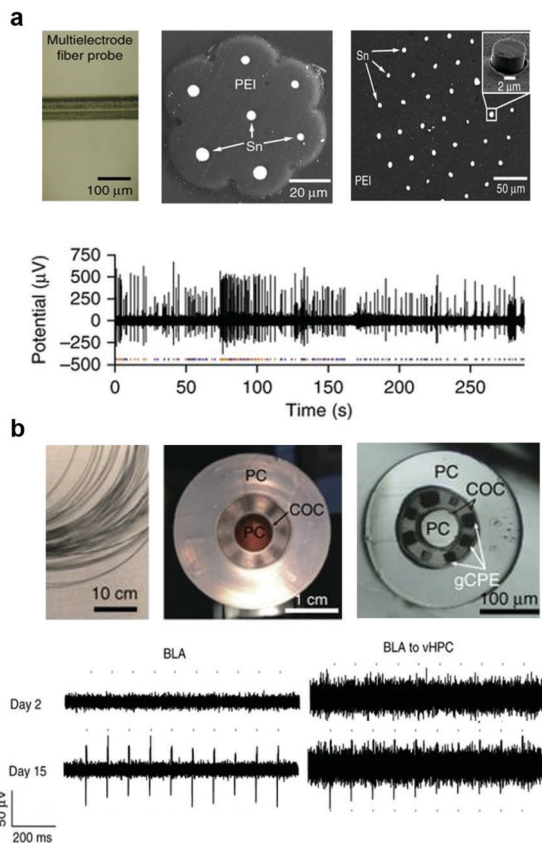 a
Multielectrode
fiber probe
100 μm
PEI
Sn
20 μm
Sn
2 μm
PEI
50 μm
750
500
250
0
−250
−500
Potential (μV)
0 50 100 150 200 250
Time (s)
b
10 cm
PC
COC
PC
1 cm
PC
COC
PC
gCPE
100 μm
BLA
BLA to vHPC
Day 2
Day 15
50 μV
200 ms